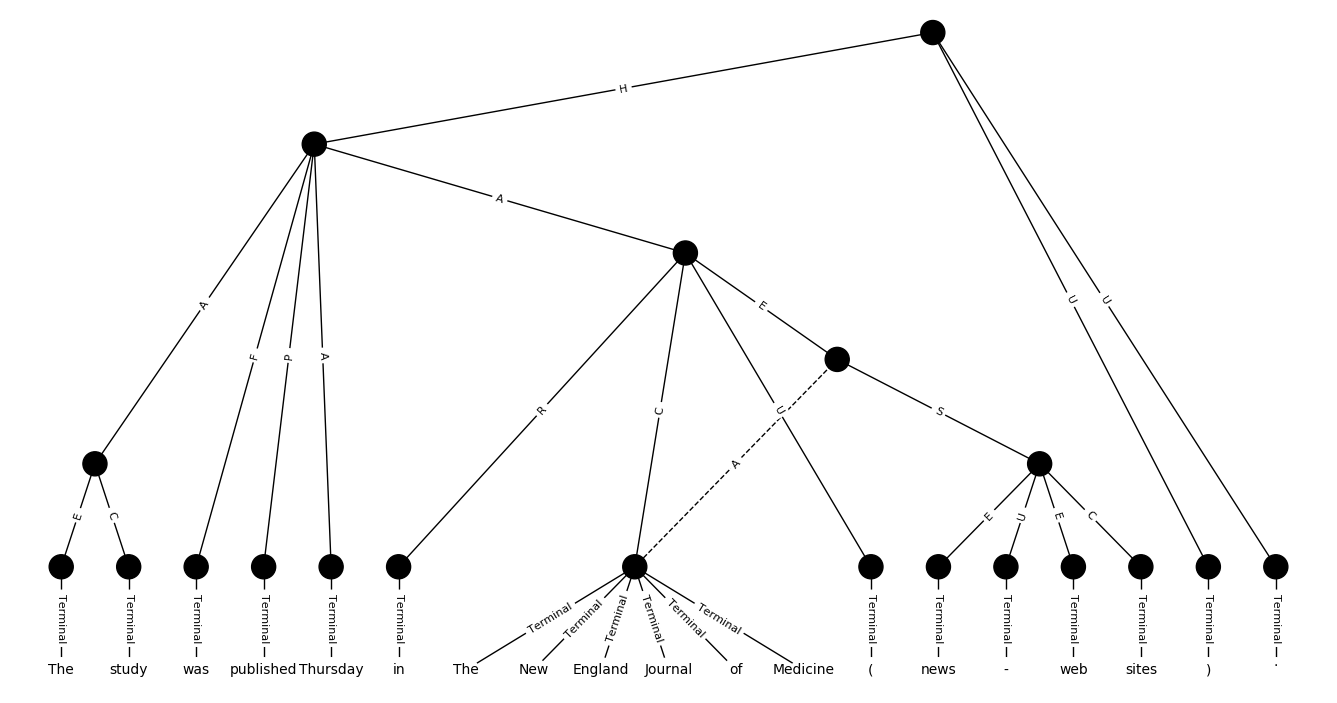 H
A
A
E
A
F
P
A
R
C
U
S
A
E
C
E
U
E
C
U
U
Terminal Terminal Terminal Terminal Terminal Terminal Terminal Terminal Terminal Terminal Terminal Terminal Terminal Terminal Terminal Terminal Terminal Terminal Terminal
The study was published Thursday in The New England Journal of Medicine ( news - web sites ) .